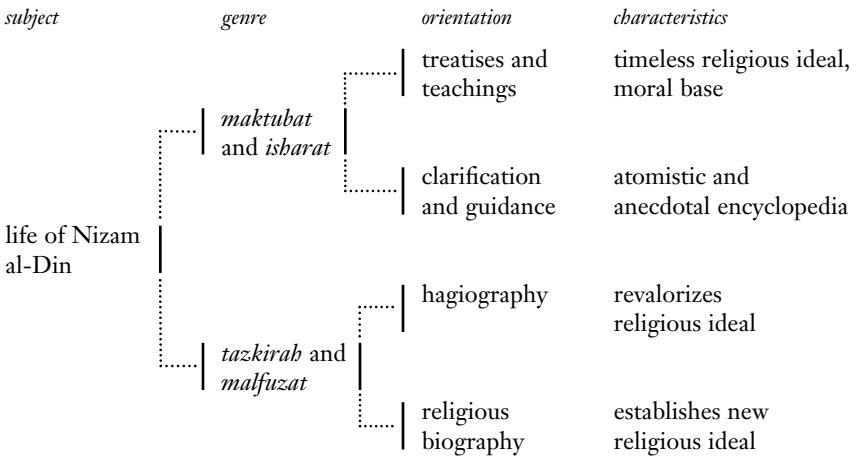 subject genre orientation characteristics
treatises and teachings
timeless religious ideal, moral base
maktubat and isharat
clarification and guidance
atomistic and anecdotal encyclopedia
life of Nizam al-Din
hagiography
revalorizes religious ideal
tazkirah and malfuzat
religious biography
establishes new religious ideal